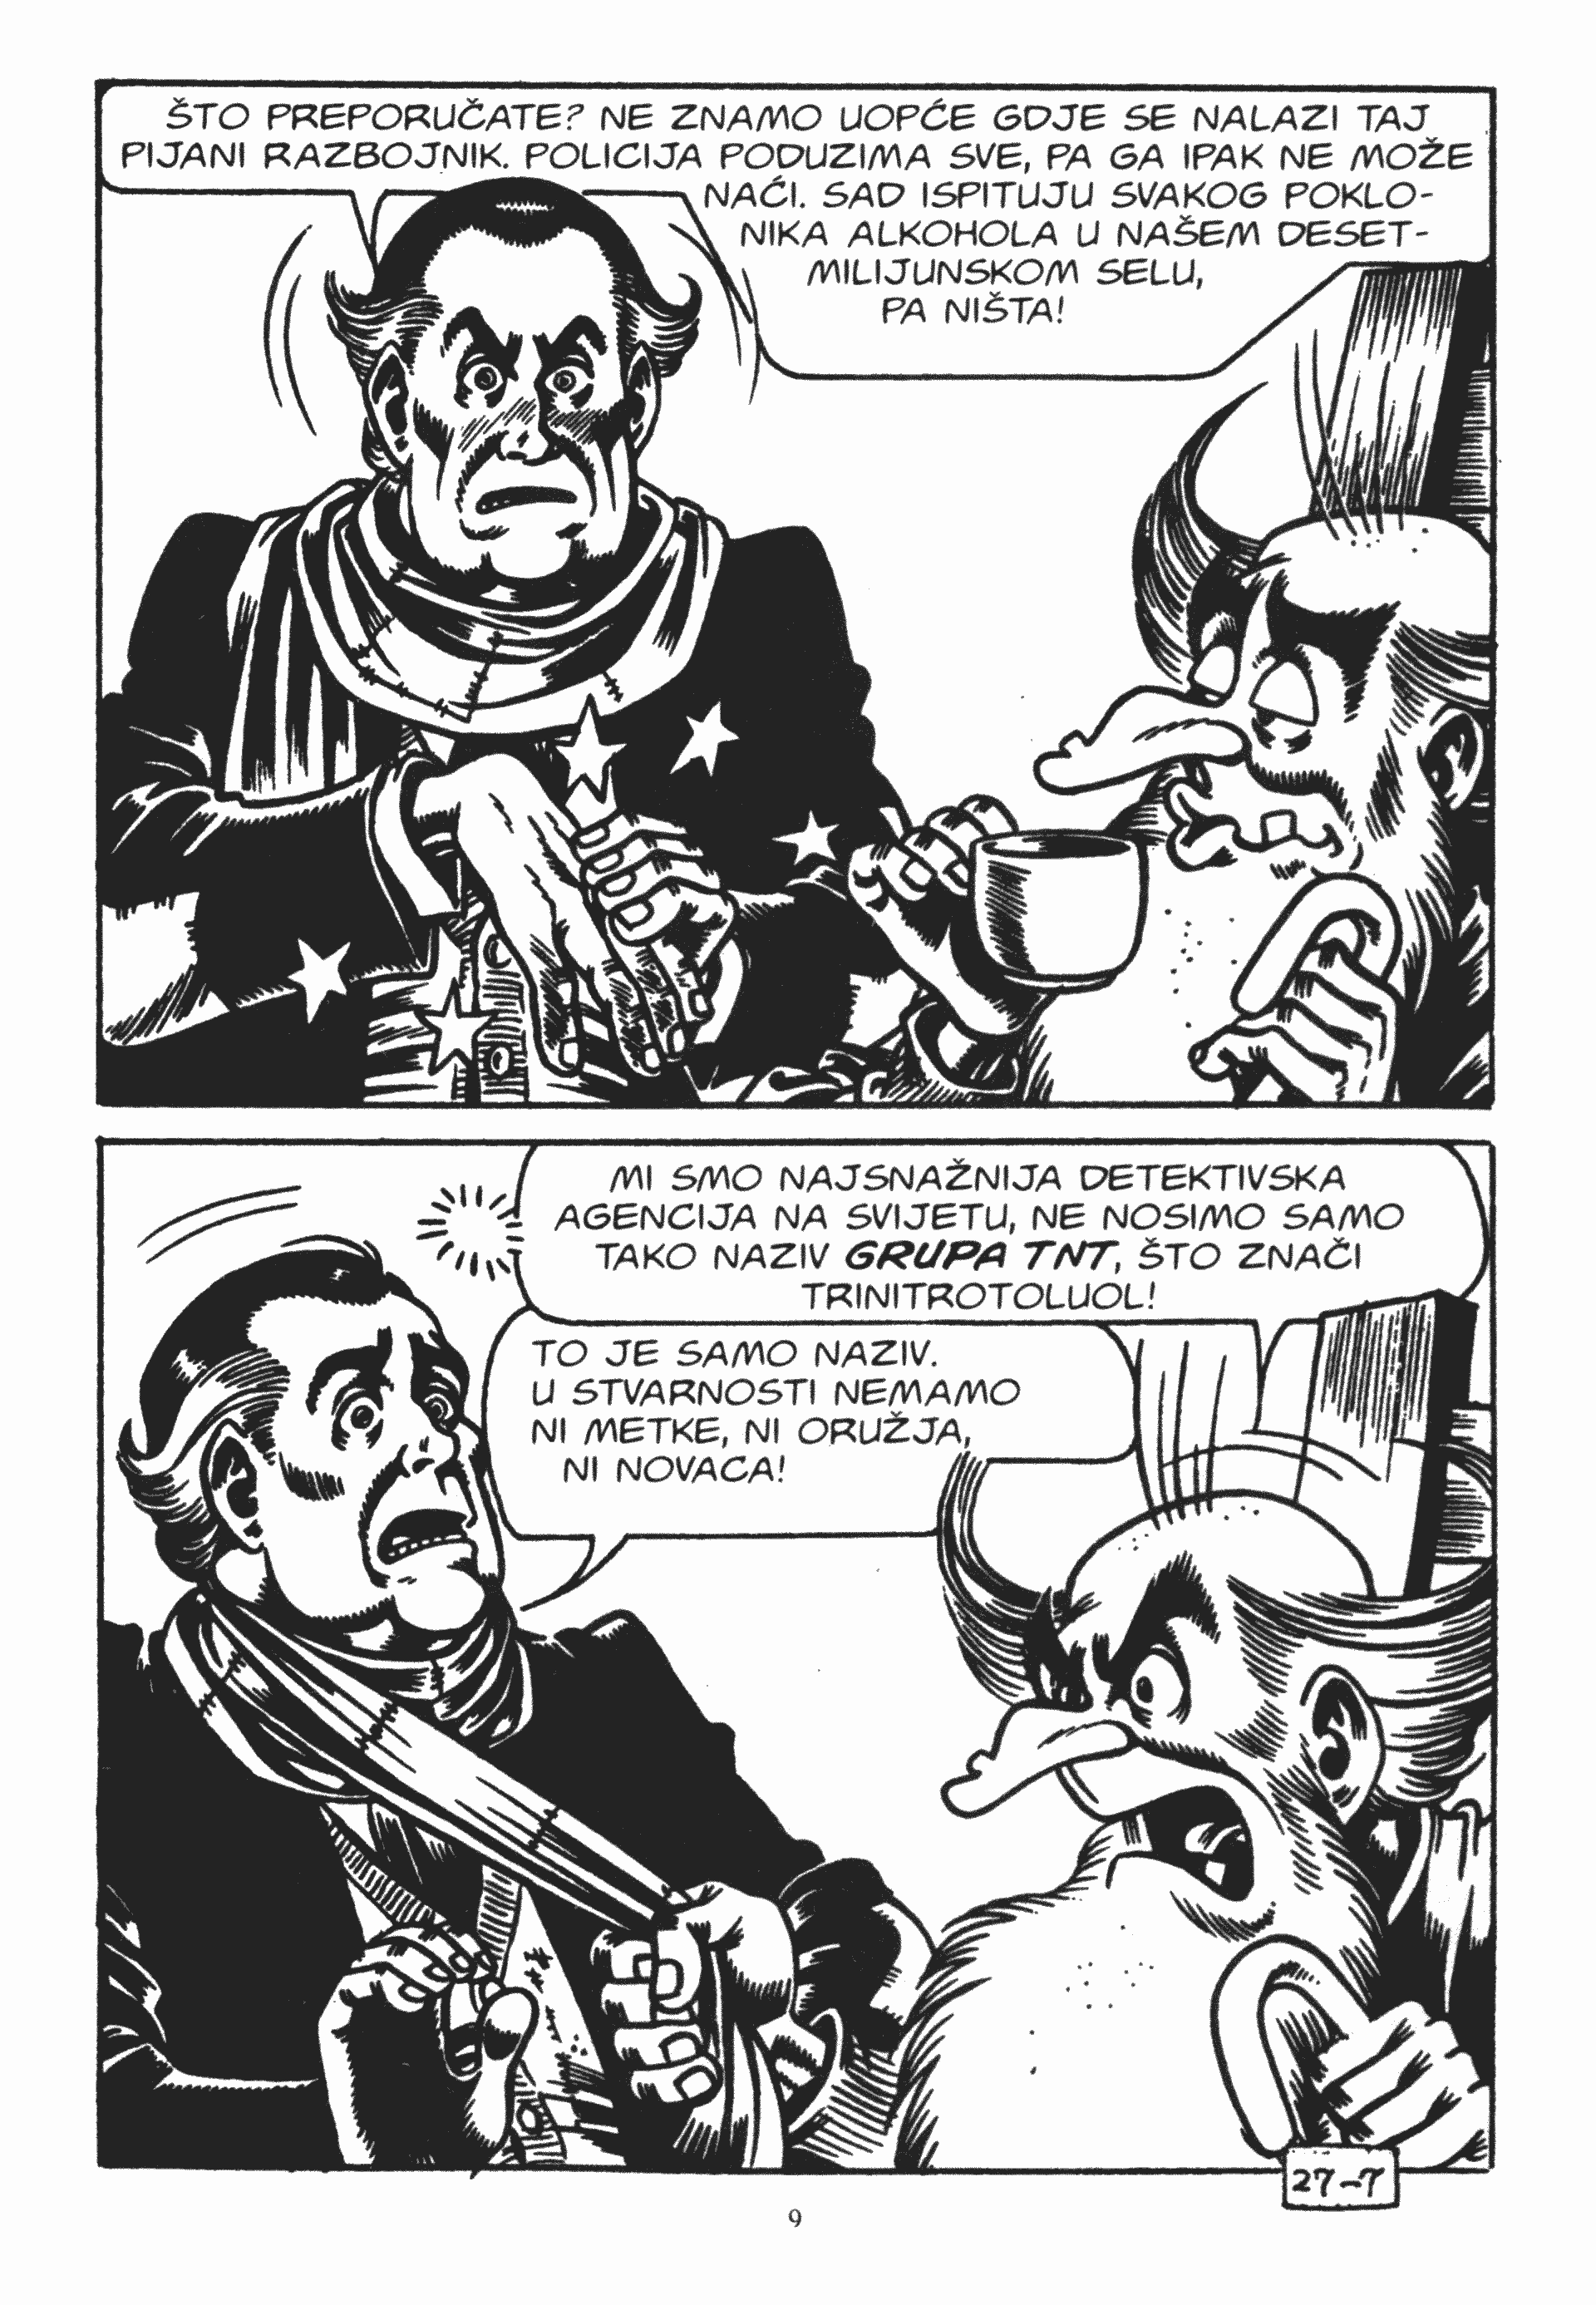 ŠTO PREPORUČATE? NE ZNAMO UOPĆE GDJE SE NALAZI TAJ
PIJANI RAZBOJNIK. POLICIJA PODUZIMA SVE, PA GA IPAK NE MOŽE
NAĆI. SAD ISPITUJU SVAKOG POKLO-
NIKA ALKOHOLA U NAŠEM DESET-
MILIJUNSKOM SELU,
PA NIŠTA!
MI SMO NAJSNAŽNIJA DETEKTIVSKA
AGENCIJA NA SVIJETU, NE NOSIMO SAMO
TAKO NAZIV GRUPA TNT, ŠTO ZNAČI
TRINITROTOLUOL!
TO JE SAMO NAZIV.
U STVARNOSTI NEMAMO
NI METKE, NI ORUŽJA,
NI NOVACA!
27-7
9